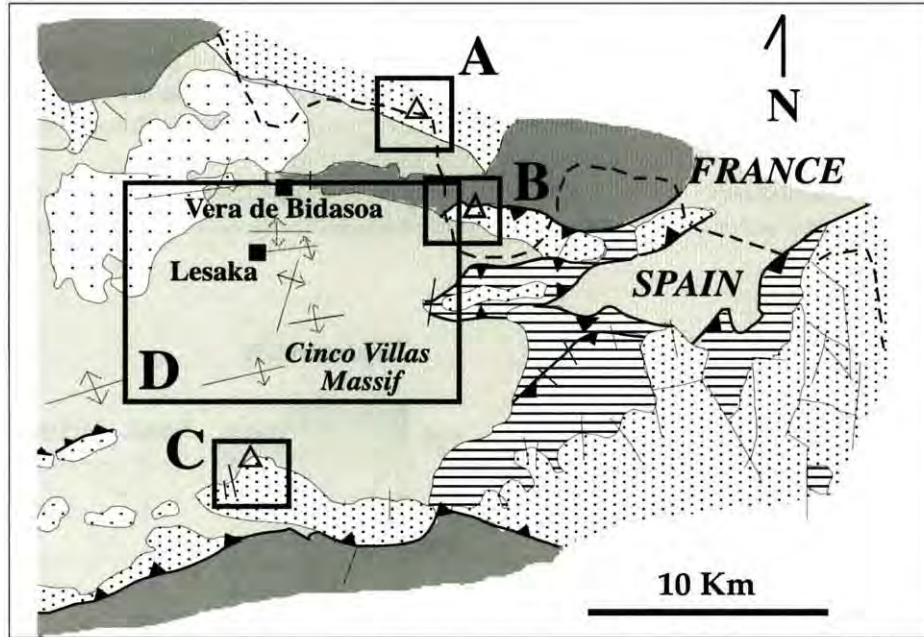 A
N
FRANCE
B
Vera de Bidasoa
Lesaka
SPAIN
Cinco Villas
Massif
D
C
10 Km